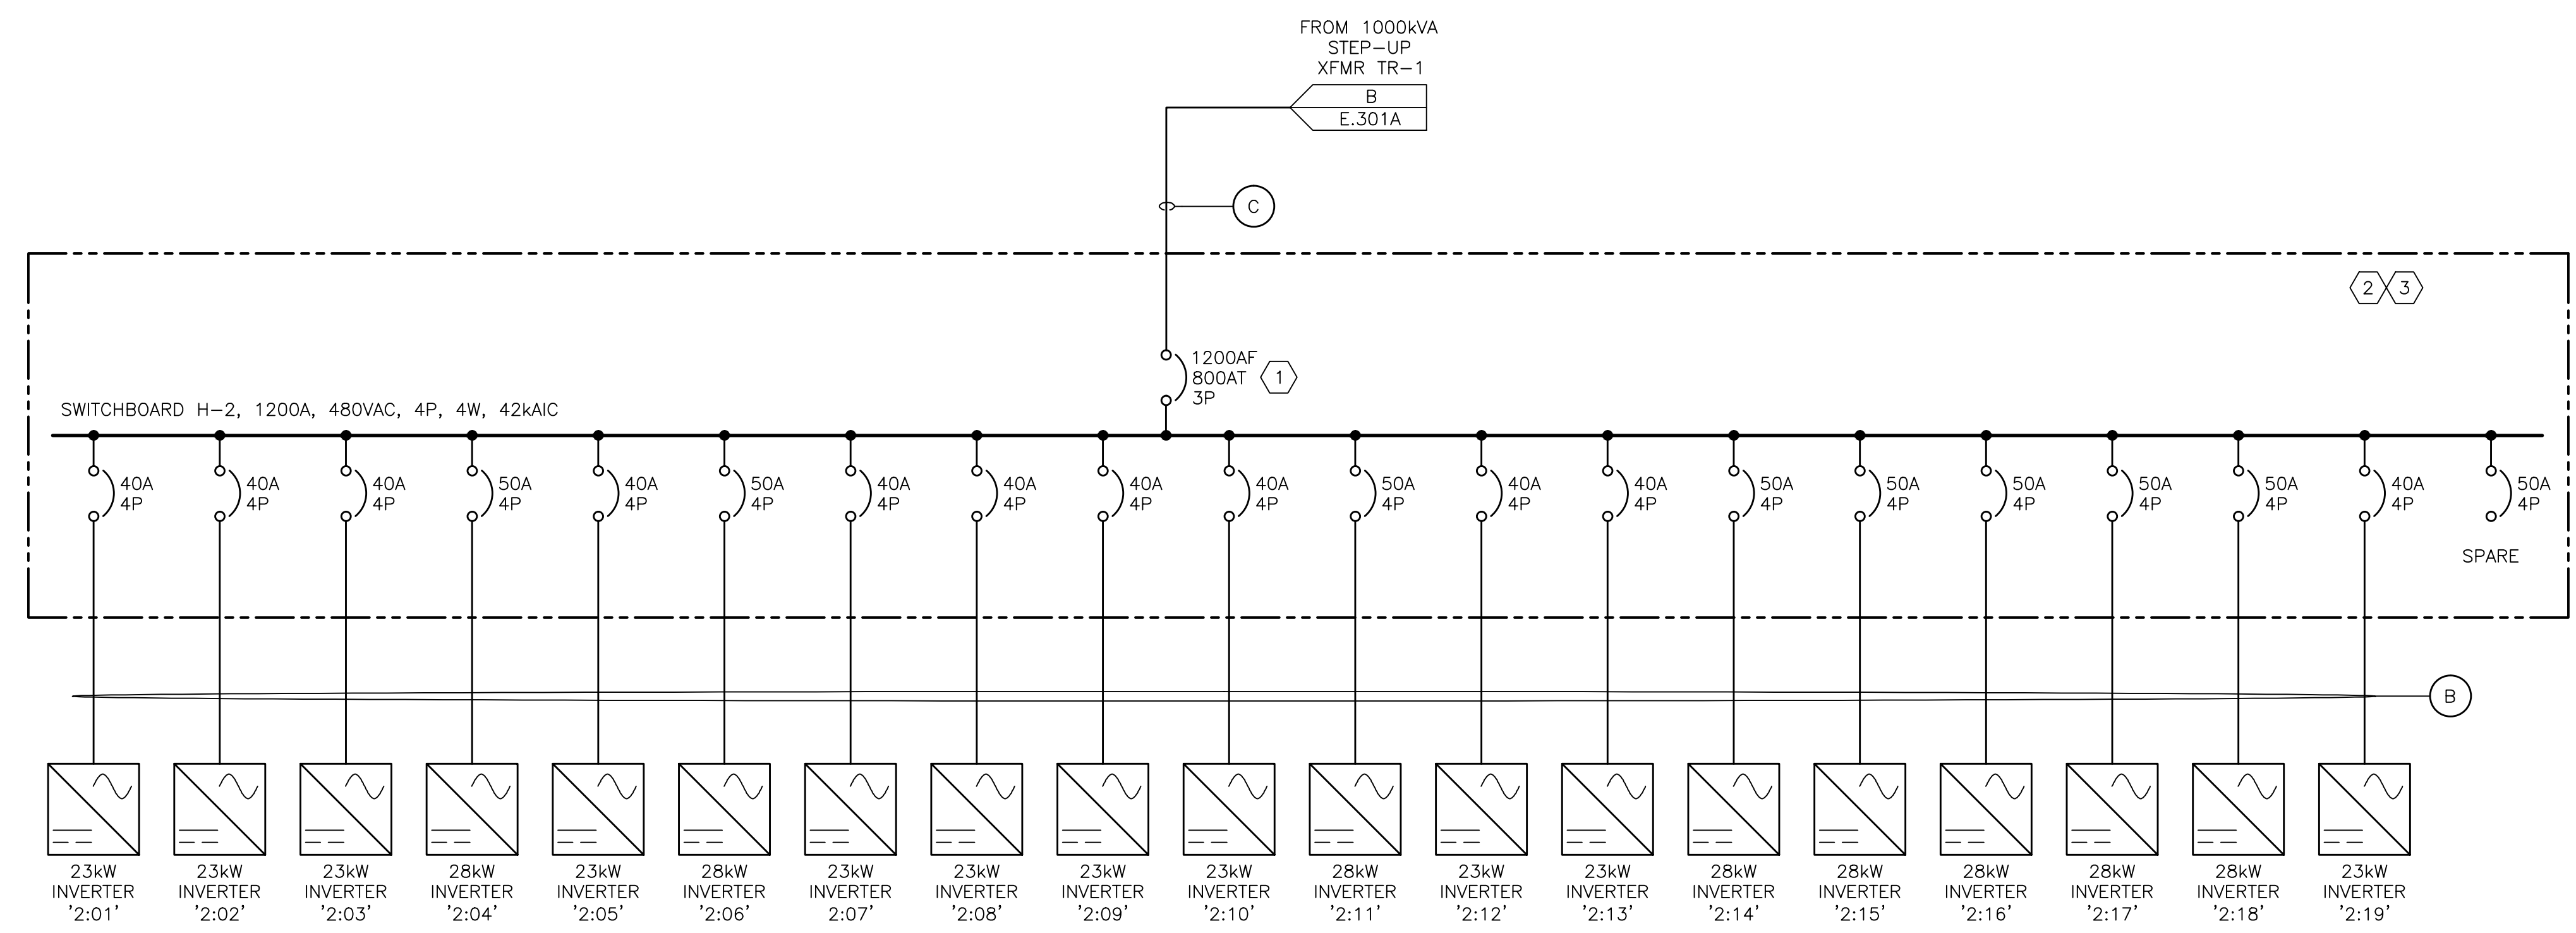 FROM 1000kVA
STEP-UP
XFMR TR-1
B
E.301A
C
2 3
1200AF
800AT 1
3P
SWITCHBOARD H-2, 1200A, 480VAC, 4P, 4W, 42kAIC
40A 40A 40A 50A 40A 50A 40A 40A 40A 40A 50A 40A 40A 50A 50A 50A 50A 50A 40A 50A
4P 4P 4P 4P 4P 4P 4P 4P 4P 4P 4P 4P 4P 4P 4P 4P 4P 4P 4P 4P
SPARE
B
23kW 23kW 23kW 28kW 23kW 28kW 23kW 23kW 23kW 23kW 28kW 23kW 23kW 28kW 28kW 28kW 28kW 28kW 23kW
INVERTER INVERTER INVERTER INVERTER INVERTER INVERTER INVERTER INVERTER INVERTER INVERTER INVERTER INVERTER INVERTER INVERTER INVERTER INVERTER INVERTER INVERTER INVERTER
'2:01' '2:02' '2:03' '2:04' '2:05' '2:06' '2:07' '2:08' '2:09' '2:10' '2:11' '2:12' '2:13' '2:14' '2:15' '2:16' '2:17' '2:18' '2:19'